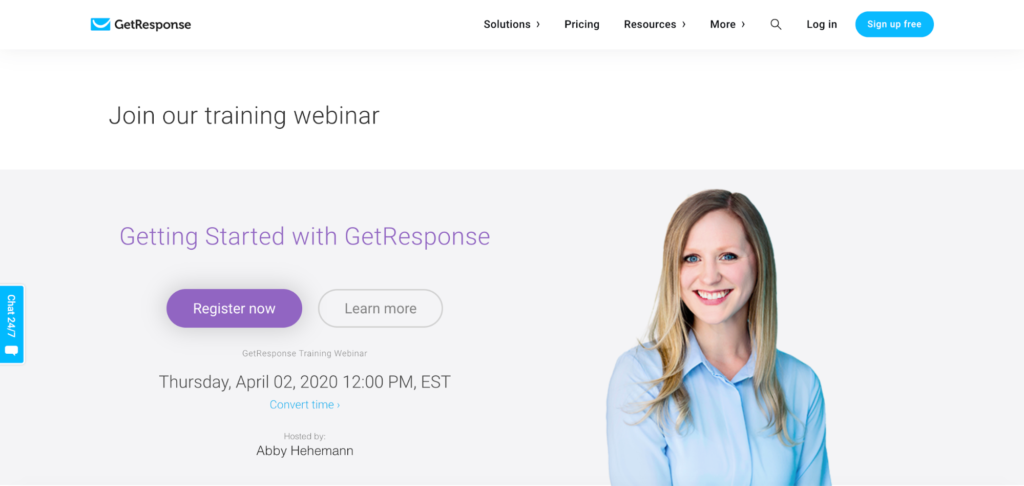 GetResponse
Solutions ›
Pricing
Resources ›
More ›
Log in
Sign up free
Join our training webinar
Getting Started with GetResponse
Register now
Learn more
Chat 24/7
GetResponse Training Webinar
Thursday, April 02, 2020 12:00 PM, EST
Convert time ›
Hosted by:
Abby Hehemann